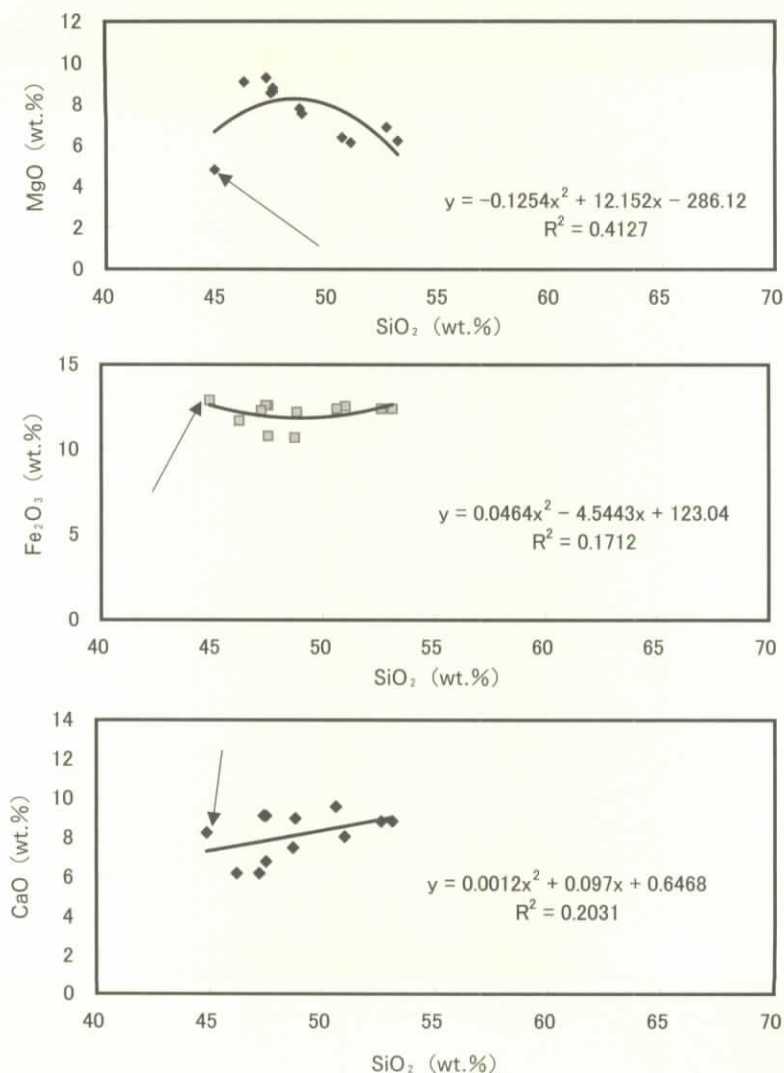 12
10
8
6
4
2
0
MgO (wt.%)
y = −0.1254x² + 12.152x − 286.12
R² = 0.4127
40 45 50 55 60 65 70
SiO₂ (wt.%)
15
10
5
0
Fe₂O₃ (wt.%)
y = 0.0464x² − 4.5443x + 123.04
R² = 0.1712
40 45 50 55 60 65 70
SiO₂ (wt.%)
14
12
10
8
6
4
2
0
CaO (wt.%)
y = 0.0012x² + 0.097x + 0.6468
R² = 0.2031
40 45 50 55 60 65 70
SiO₂ (wt.%)